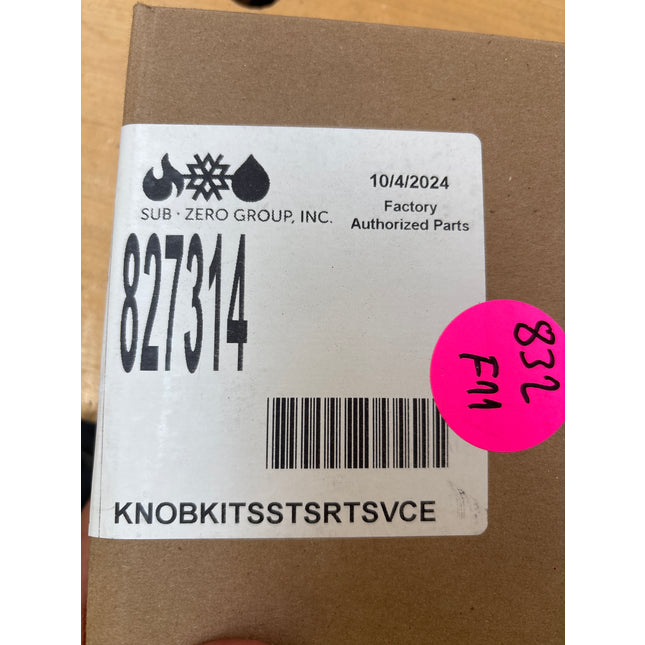 10/4/2024
Factory
Authorized Parts
SUB · ZERO GROUP, INC.
827314
832
F11
KNOBKITSSTSRTSVCE